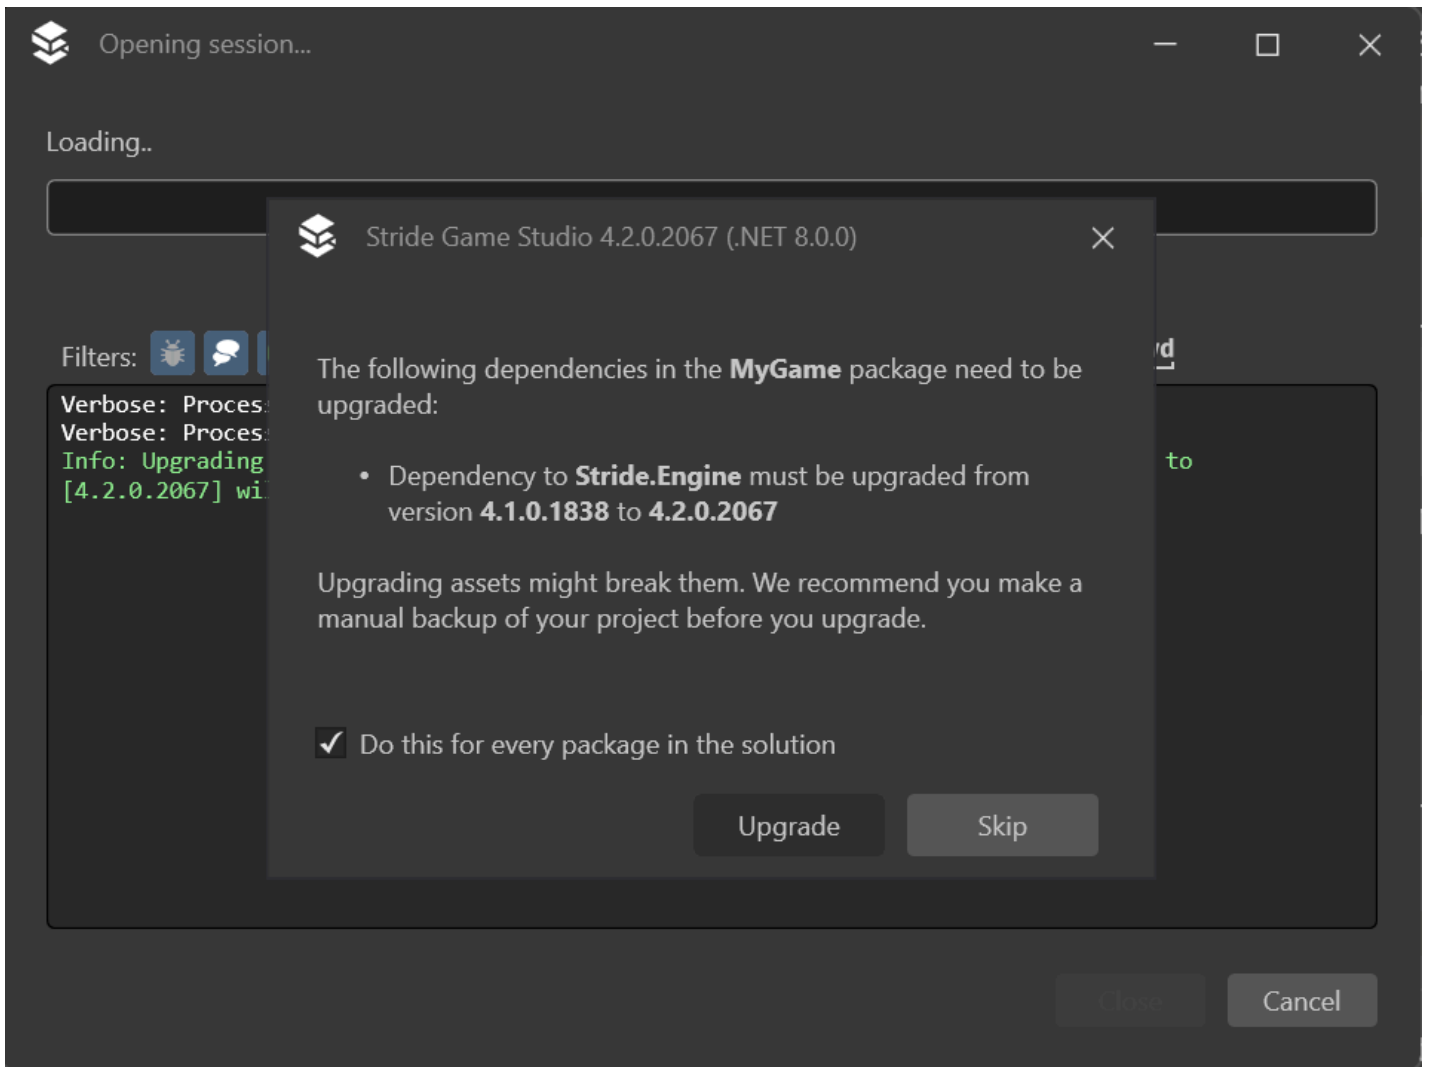 Opening session...
Loading..
Stride Game Studio 4.2.0.2067 (.NET 8.0.0)
Filters:
The following dependencies in the MyGame package need to be
upgraded:
• Dependency to Stride.Engine must be upgraded from
version 4.1.0.1838 to 4.2.0.2067
Upgrading assets might break them. We recommend you make a
manual backup of your project before you upgrade.
Do this for every package in the solution
Upgrade
Skip
Verbose: Proces
Verbose: Proces
Info: Upgrading to
[4.2.0.2067] wi
Close
Cancel